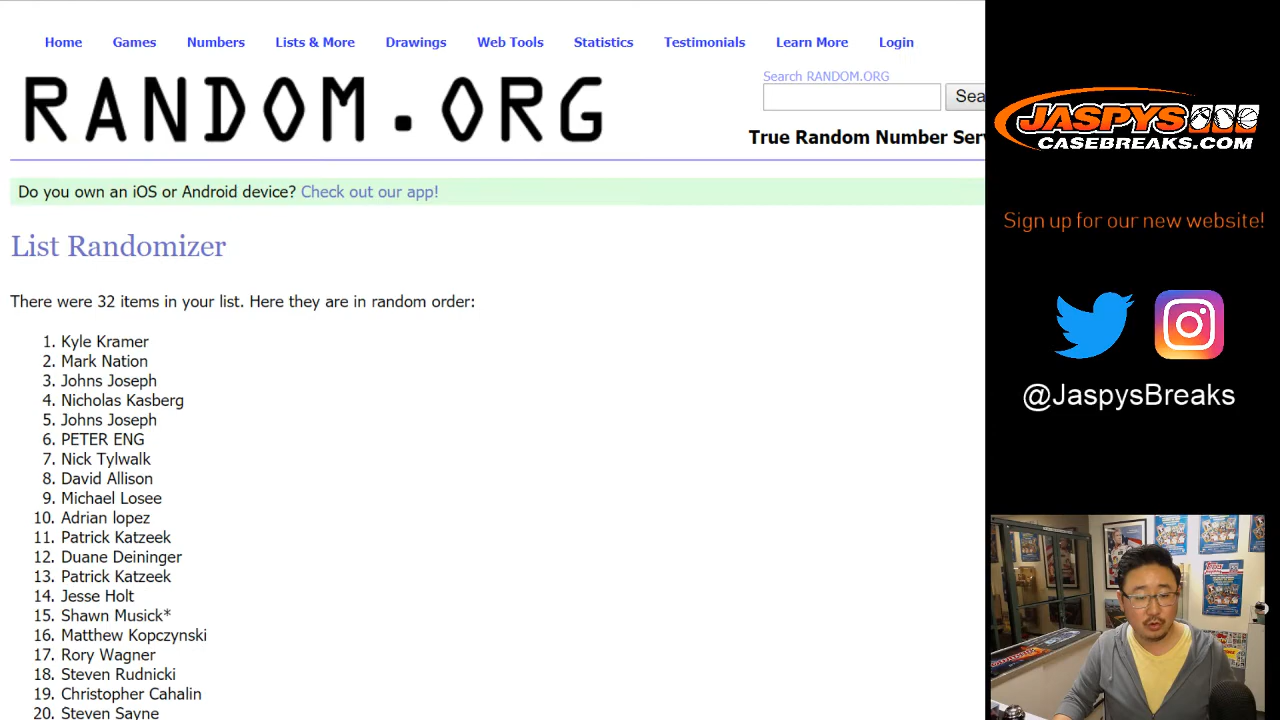 Home Games Numbers Lists & More Drawings Web Tools Statistics Testimonials Learn More Login
RANDOM.ORG
Search RANDOM.ORG
Sea
True Random Number Ser
Do you own an iOS or Android device? Check out our app!
List Randomizer
There were 32 items in your list. Here they are in random order:
1. Kyle Kramer
2. Mark Nation
3. Johns Joseph
4. Nicholas Kasberg
5. Johns Joseph
6. PETER ENG
7. Nick Tylwalk
8. David Allison
9. Michael Losee
10. Adrian lopez
11. Patrick Katzeek
12. Duane Deininger
13. Patrick Katzeek
14. Jesse Holt
15. Shawn Musick*
16. Matthew Kopczynski
17. Rory Wagner
18. Steven Rudnicki
19. Christopher Cahalin
20. Steven Sayne
JASPYS
CASEBREAKS.COM
Sign up for our new website!
@JaspysBreaks
Topps